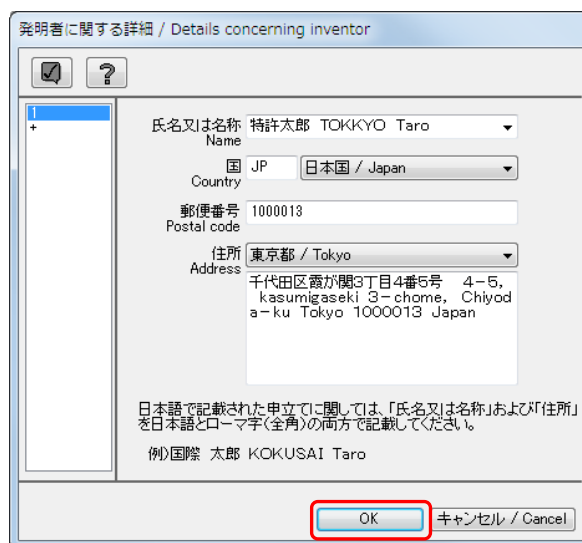 発明者に関する詳細 / Details concerning inventor
?
1
+
氏名又は名称 特許太郎 TOKKYO Taro
Name
国 JP 日本国 / Japan
Country
郵便番号 1000013
Postal code
住所 東京都 / Tokyo
Address
千代田区霞が関3丁目4番5号　4－5，
kasumigaseki 3－chome， Chiyod
a－ku Tokyo 1000013 Japan
日本語で記載された申立てに関しては、「氏名又は名称」および「住所」
を日本語とローマ字(全角)の両方で記載してください。
例)国際 太郎 KOKUSAI Taro
OK キャンセル / Cancel